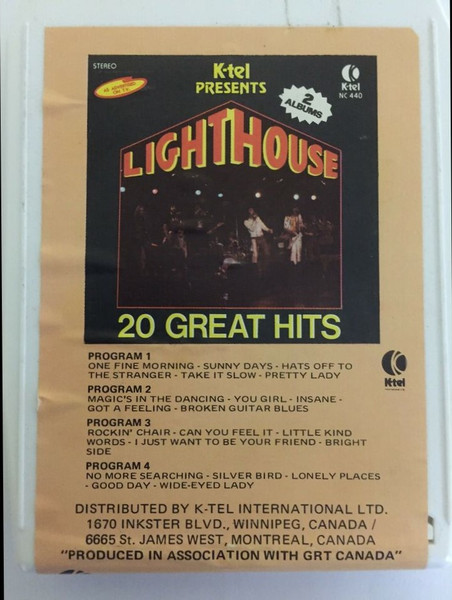 STEREO
K-tel
PRESENTS
AS ADVERTISED
ON T.V.
2
ALBUMS
K-tel
NC 440
LIGHTHOUSE
20 GREAT HITS
PROGRAM 1
ONE FINE MORNING - SUNNY DAYS - HATS OFF TO
THE STRANGER - TAKE IT SLOW - PRETTY LADY
K-tel
PROGRAM 2
MAGIC'S IN THE DANCING - YOU GIRL - INSANE -
GOT A FEELING - BROKEN GUITAR BLUES
PROGRAM 3
ROCKIN' CHAIR - CAN YOU FEEL IT - LITTLE KIND
WORDS - I JUST WANT TO BE YOUR FRIEND - BRIGHT
SIDE
PROGRAM 4
NO MORE SEARCHING - SILVER BIRD - LONELY PLACES
- GOOD DAY - WIDE-EYED LADY
DISTRIBUTED BY K-TEL INTERNATIONAL LTD.
1670 INKSTER BLVD., WINNIPEG, CANADA /
6665 St. JAMES WEST, MONTREAL, CANADA
"PRODUCED IN ASSOCIATION WITH GRT CANADA"